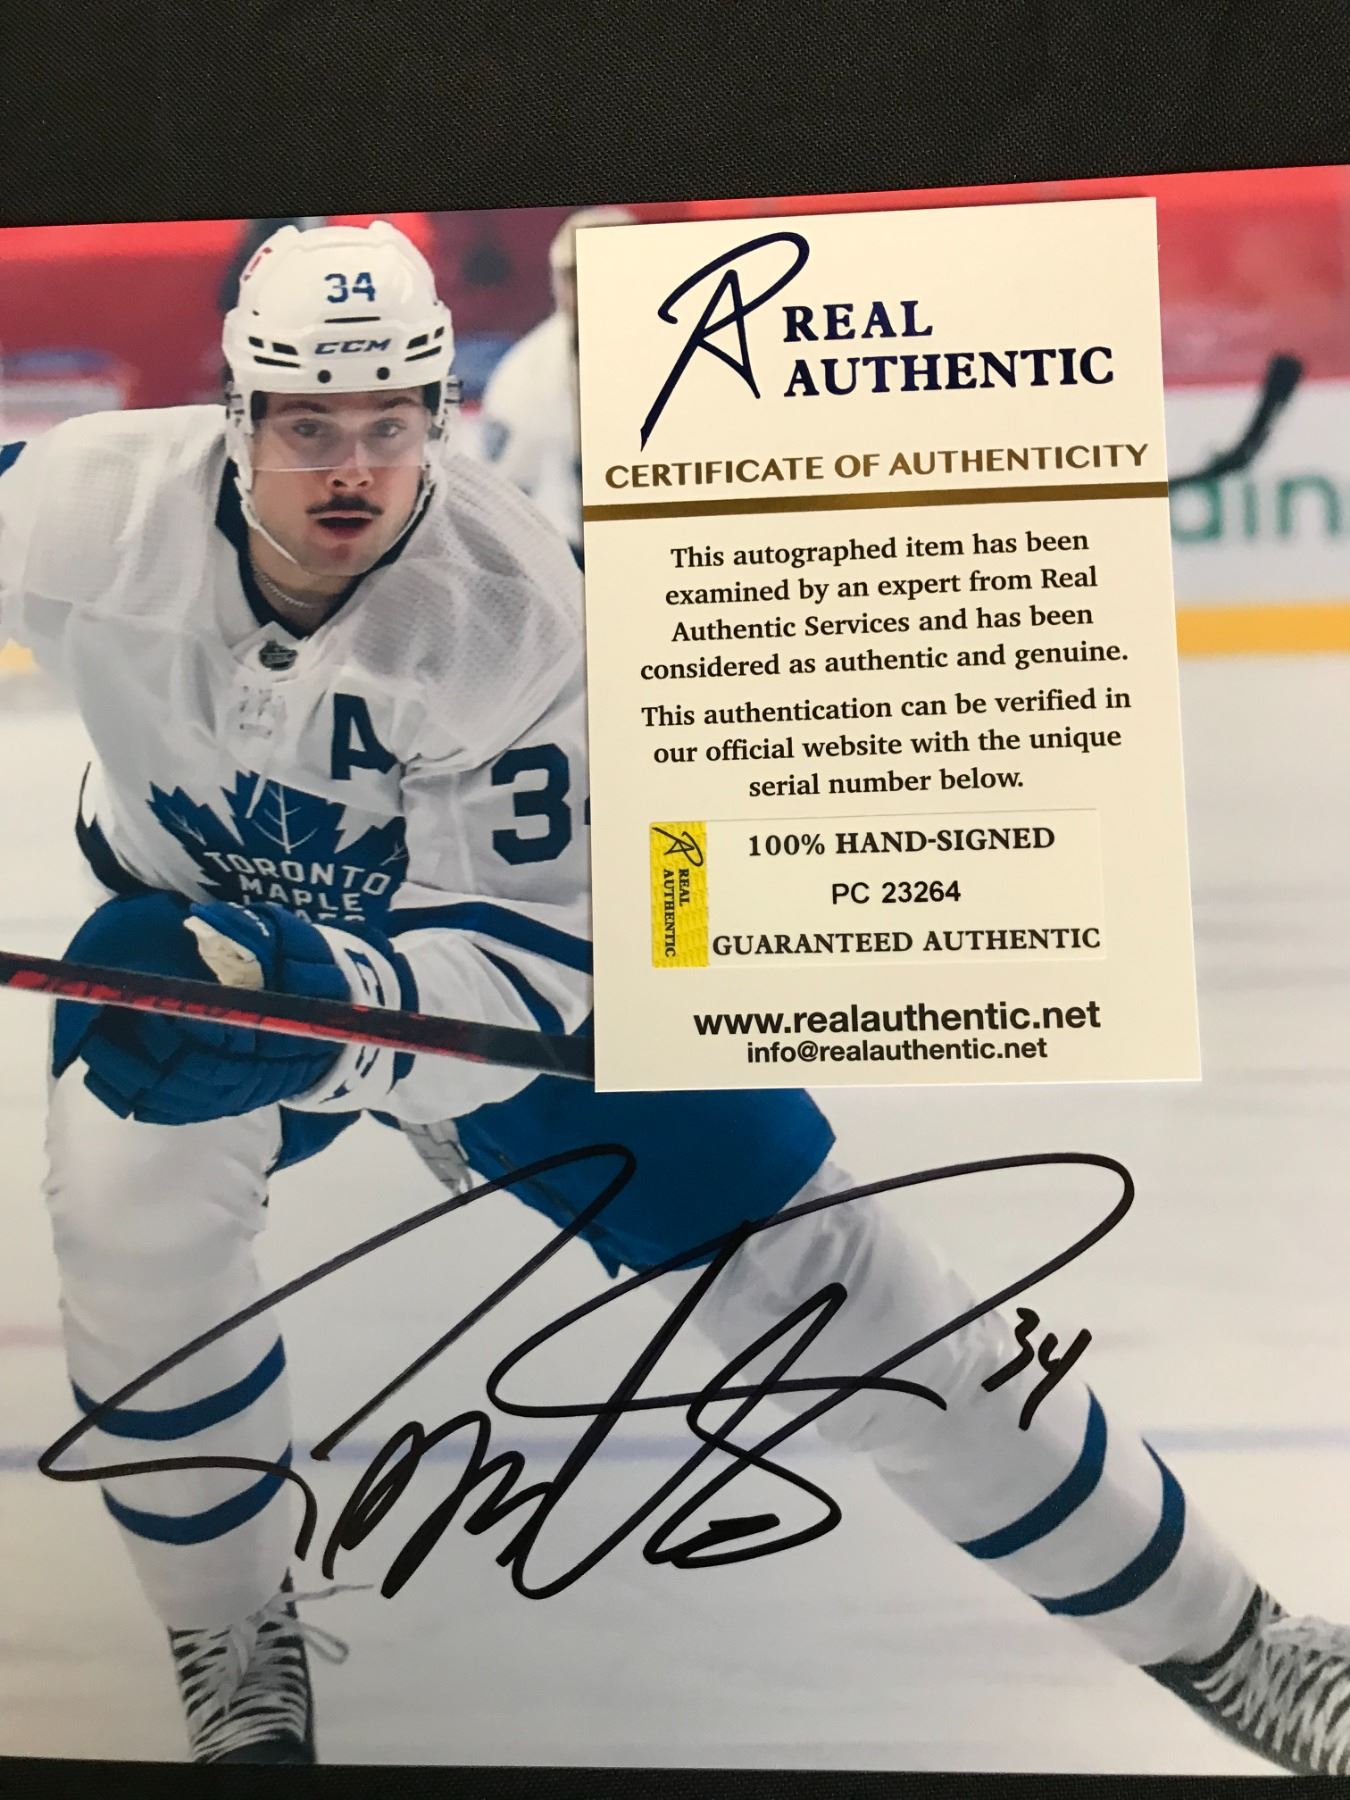 34
CCM
A
34
TORONTO
MAPLE
REAL
AUTHENTIC
CERTIFICATE OF AUTHENTICITY
This autographed item has been
examined by an expert from Real
Authentic Services and has been
considered as authentic and genuine.
This authentication can be verified in
our official website with the unique
serial number below.
REAL
AUTHENTIC
100% HAND-SIGNED
PC 23264
GUARANTEED AUTHENTIC
www.realauthentic.net
info@realauthentic.net
34